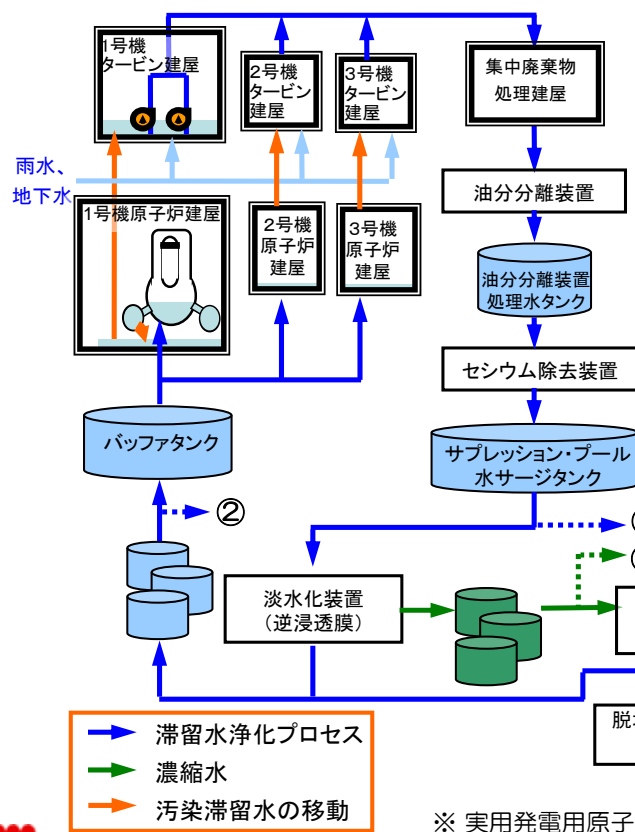 1号機
タービン建屋
2号機
タービン
建屋
3号機
タービン
建屋
集中廃棄物
処理建屋
雨水、
地下水
油分分離装置
1号機原子炉建屋
2号機
原子炉
建屋
3号機
原子炉
建屋
油分分離装置
処理水タンク
セシウム除去装置
バッファタンク
サプレッション・プール
水サージタンク
②
淡水化装置
(逆浸透膜)
脱
滞留水浄化プロセス
濃縮水
汚染滞留水の移動
※ 実用発電用原子